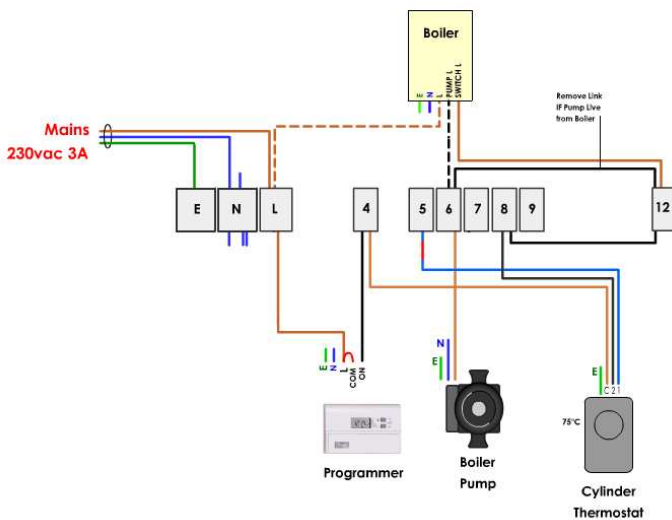 Boiler
E
N
L
PUMP L
SWITCH L
Remove Link
IF Pump Live
from Boiler
Mains
230vac 3A
E
N
L
4
5
6
7
8
9
12
E
N
L
COM
ON
N
E
E
C
2
1
75°C
Programmer
Boiler
Pump
Cylinder
Thermostat